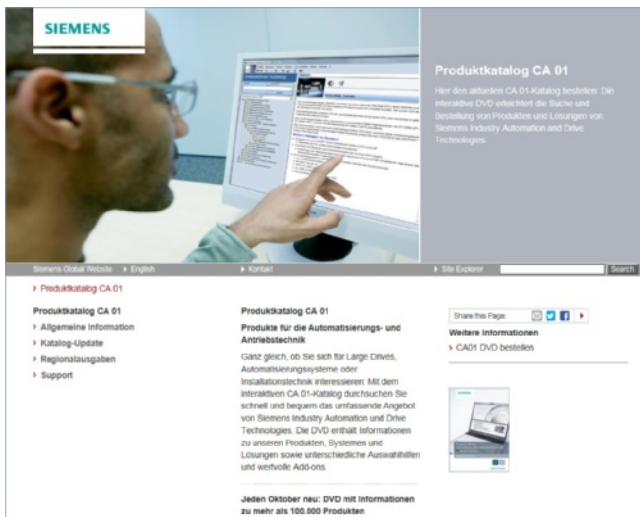 SIEMENS
Produktkatalog CA 01
Hier den aktuellen CA 01-Katalog bestellen: Die
interaktive DVD erleichtert die Suche und
Bestellung von Produkten und Lösungen von
Siemens Industry Automation and Drive
Technologies.
Siemens Global Website English Kontakt Site Explorer Search
Produktkatalog CA 01
Produktkatalog CA 01
Allgemeine Information
Katalog-Update
Regionalausgaben
Support
Produktkatalog CA 01
Produkte für die Automatisierungs- und
Antriebstechnik
Ganz gleich, ob Sie sich für Large Drives,
Automatisierungssysteme oder
Installationstechnik interessieren: Mit dem
interaktiven CA 01-Katalog durchsuchen Sie
schnell und bequem das umfassende Angebot
von Siemens Industry Automation and Drive
Technologies. Die DVD enthält Informationen
zu unseren Produkten, Systemen und
Lösungen sowie unterschiedliche Auswahlhilfen
und wertvolle Add-ons.
Jeden Oktober neu: DVD mit Informationen
zu mehr als 100.000 Produkten
Share this Page:
Weitere Informationen
CA01 DVD bestellen